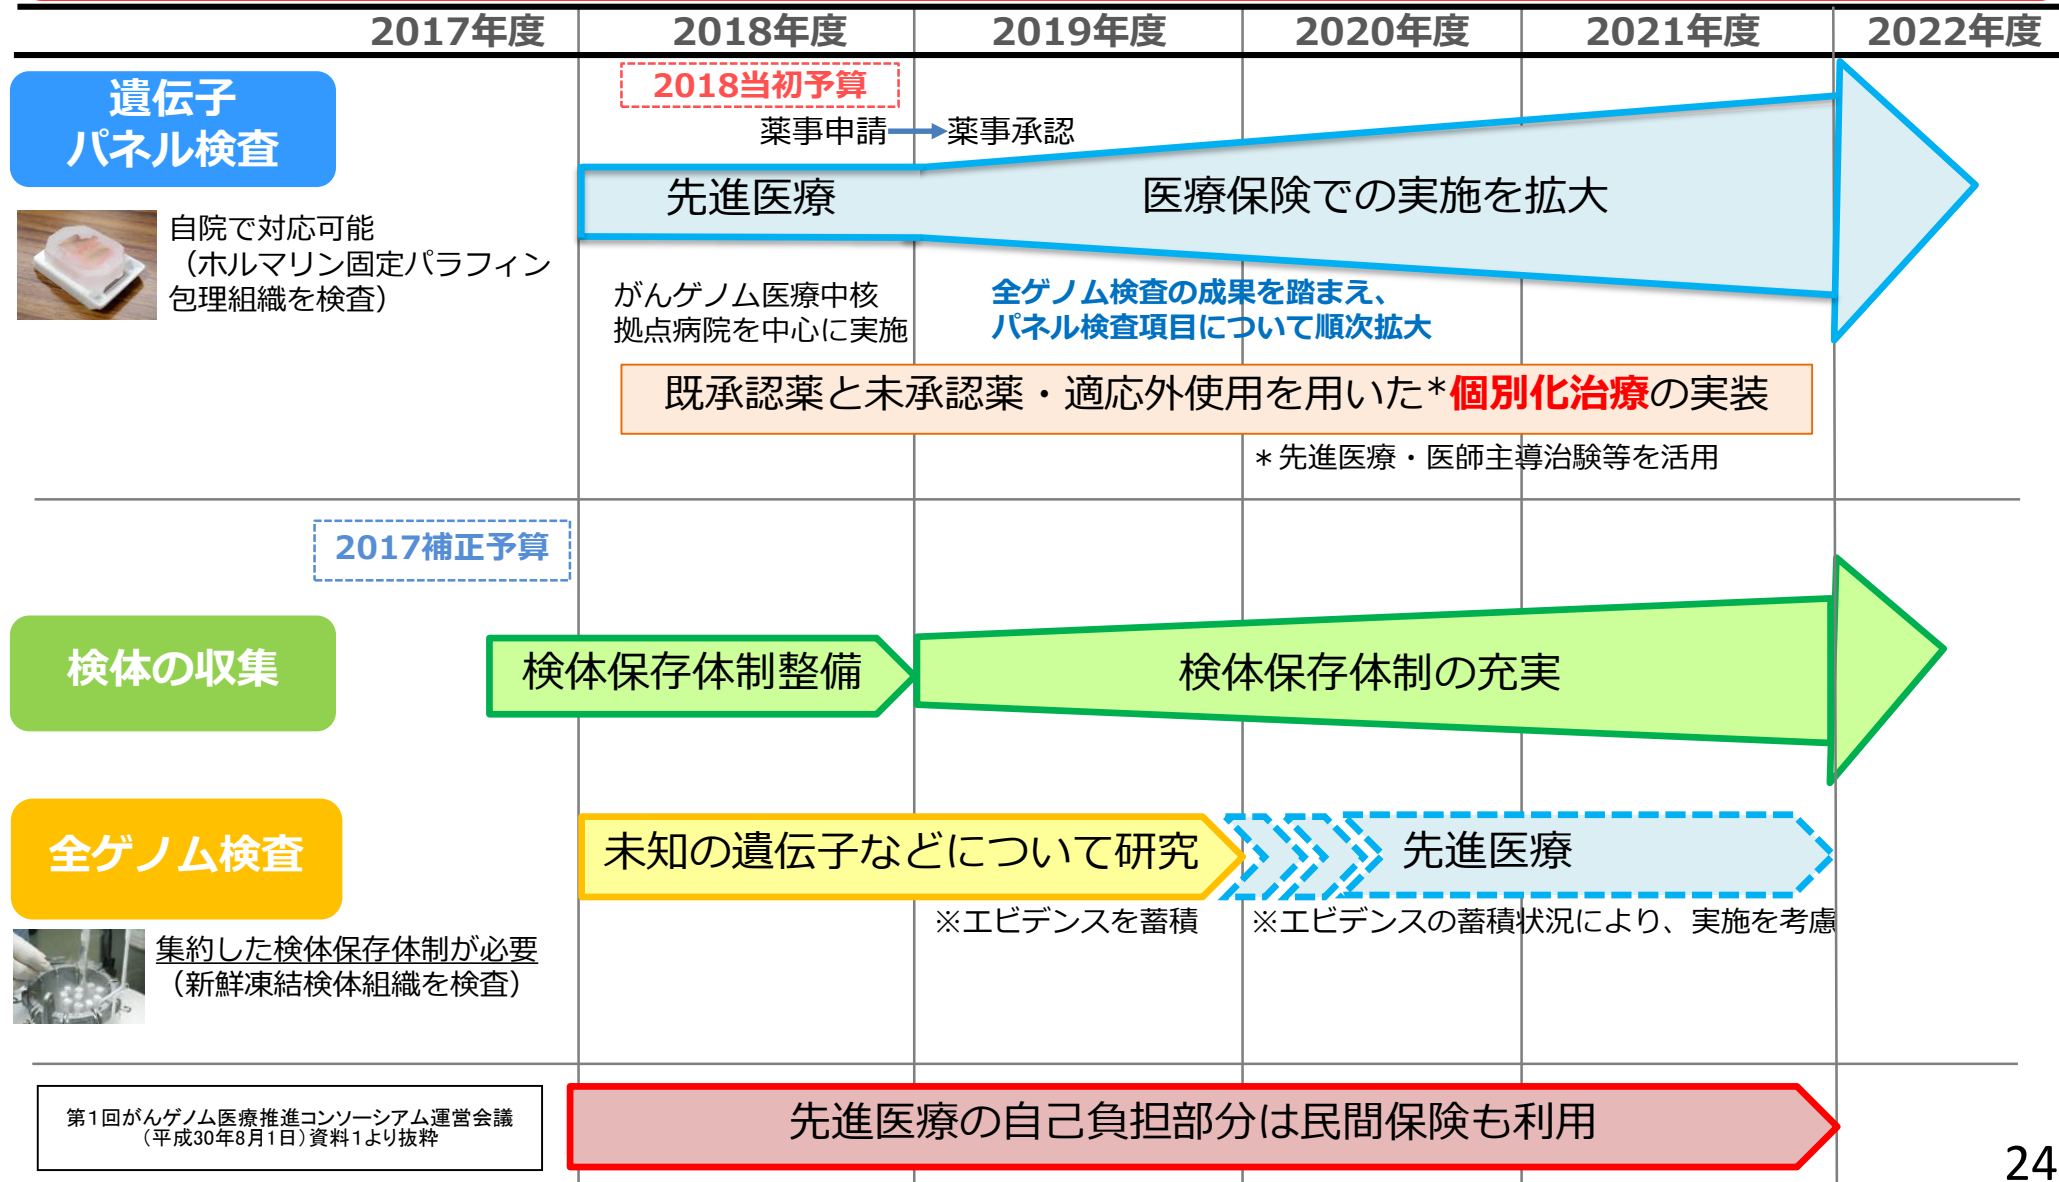 2017年度
2018年度
2019年度
2020年度
2021年度
2022年度
遺伝子
パネル検査
2018当初予算
薬事申請
薬事承認
先進医療
医療保険での実施を拡大
自院で対応可能
（ホルマリン固定パラフィン
包理組織を検査）
がんゲノム医療中核
拠点病院を中心に実施
全ゲノム検査の成果を踏まえ、
パネル検査項目について順次拡大
既承認薬と未承認薬・適応外使用を用いた*個別化治療の実装
＊先進医療・医師主導治験等を活用
2017補正予算
検体の収集
検体保存体制整備
検体保存体制の充実
全ゲノム検査
未知の遺伝子などについて研究
先進医療
※エビデンスを蓄積
※エビデンスの蓄積状況により、実施を考慮
集約した検体保存体制が必要
（新鮮凍結検体組織を検査）
第1回がんゲノム医療推進コンソーシアム運営会議
（平成30年8月1日）資料1より抜粋
先進医療の自己負担部分は民間保険も利用
24